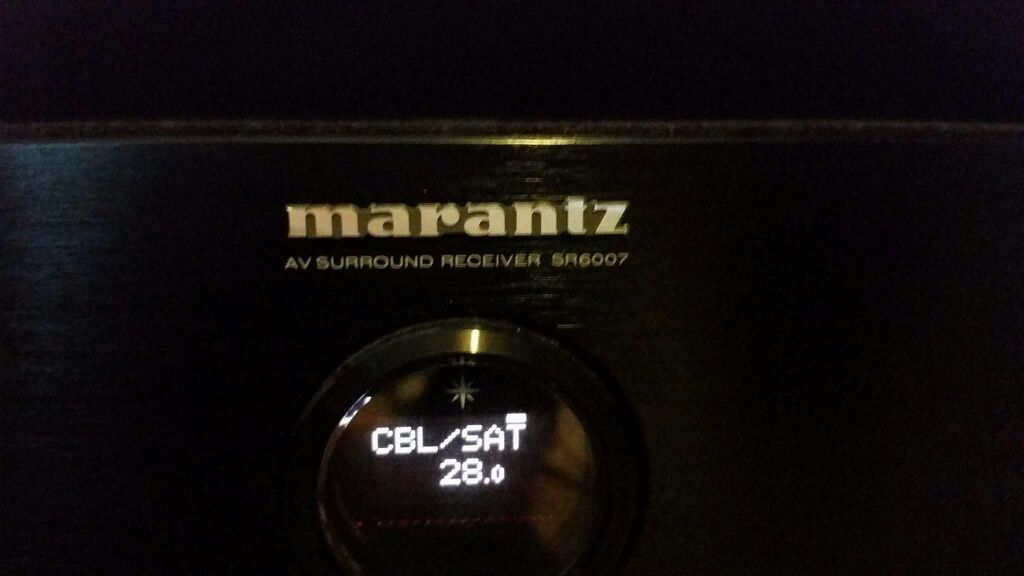 marantz
AV SURROUND RECEIVER SR6007
CBL/SAT
28.0